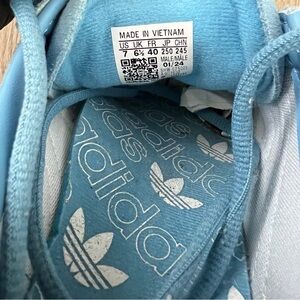 MADE IN VIETNAM
US UK FR JP CHN
7 6½ 40 250 245
MALE MALE
01/24
adidas
adidas
adida